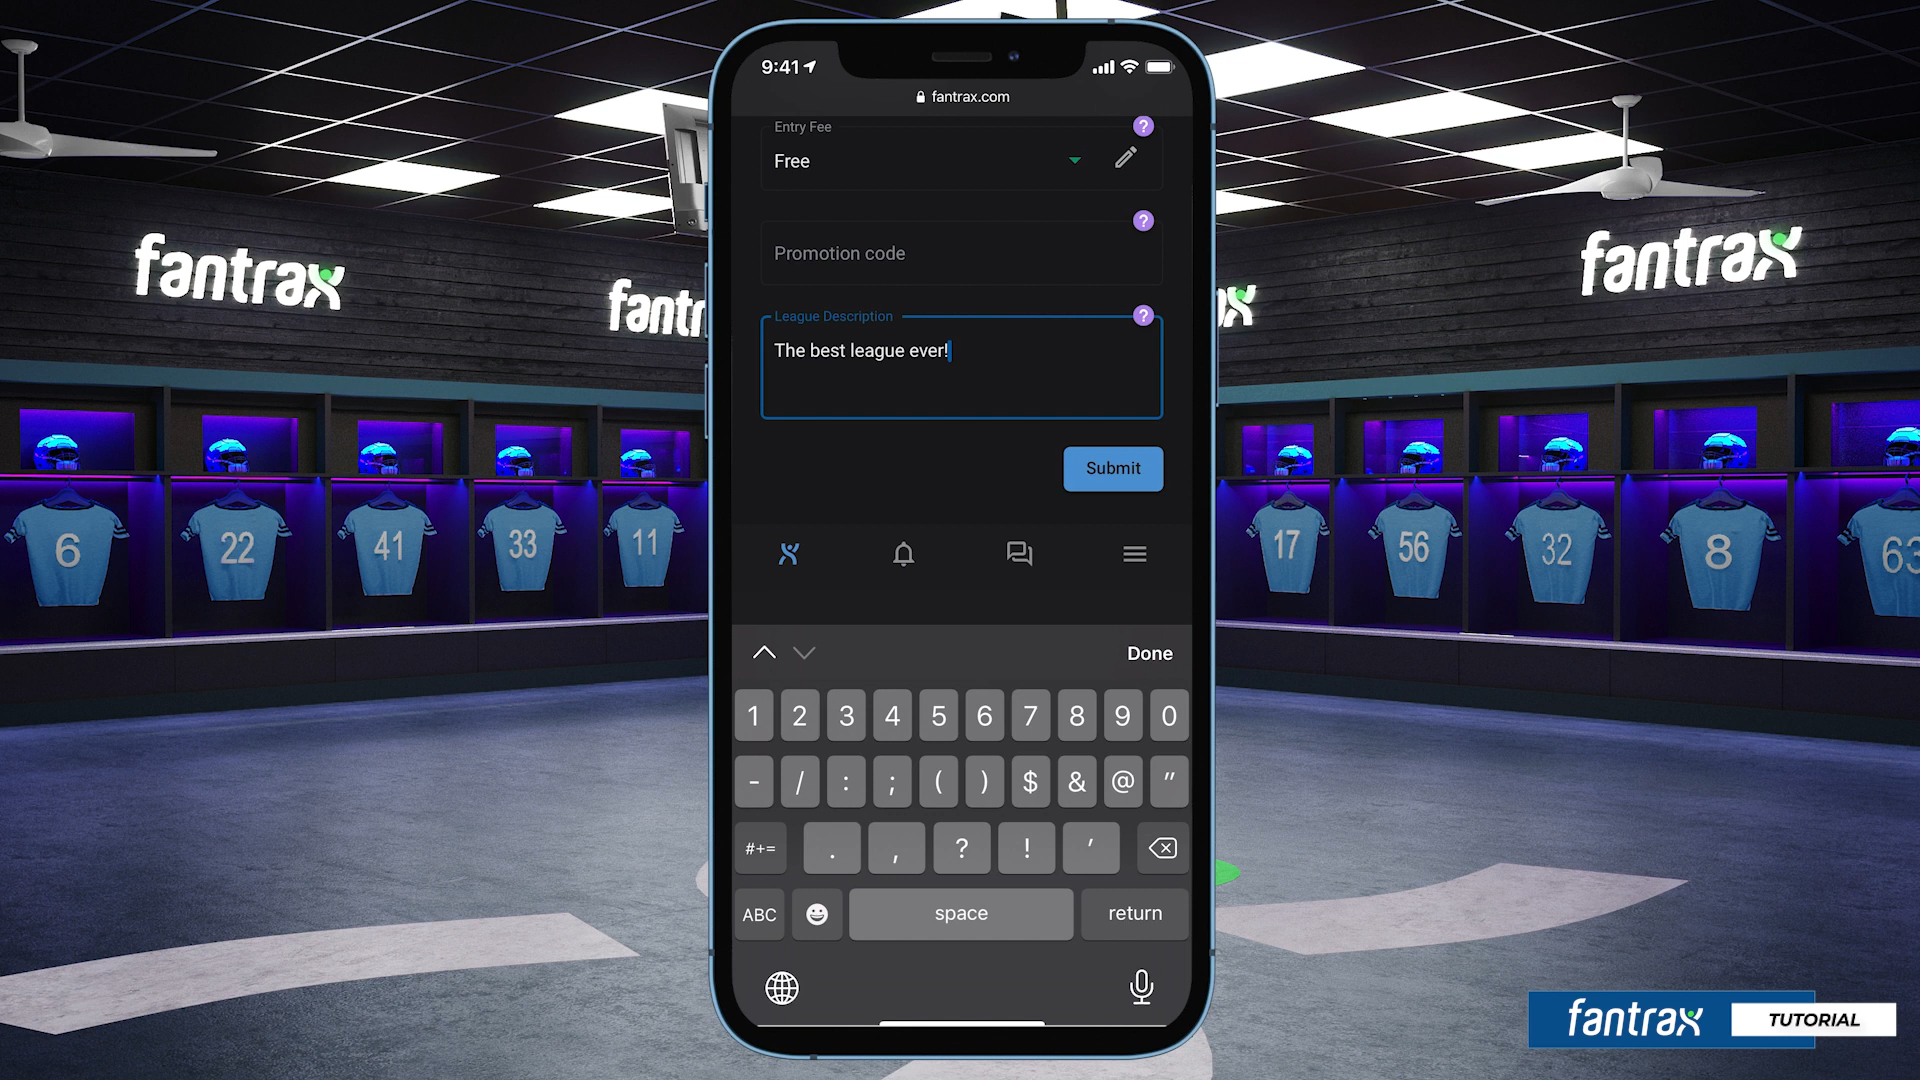 9:41
fantrax.com
Entry Fee
?
Free
?
Promotion code
League Description
?
The best league ever!
Submit
fantrax
fantr
x
fantrax
6
22
41
33
11
17
56
32
8
63
Done
1 2 3 4 5 6 7 8 9 0
- / : ; ( ) $ & @ "
#+= . , ? ! '
ABC space return
fantrax TUTORIAL